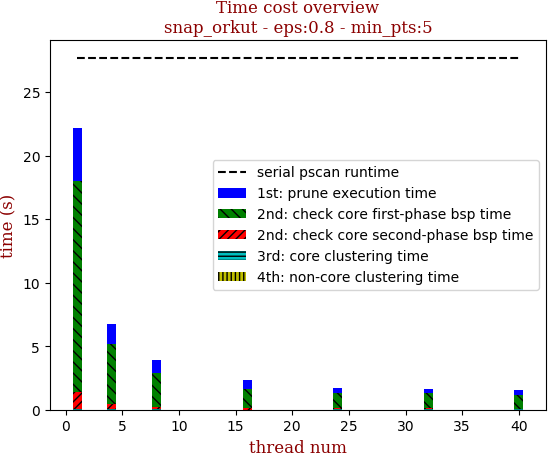 Time cost overview
snap_orkut - eps:0.8 - min_pts:5
time (s)
25
20
15
10
5
0
serial pscan runtime
1st: prune execution time
2nd: check core first-phase bsp time
2nd: check core second-phase bsp time
3rd: core clustering time
4th: non-core clustering time
0 5 10 15 20 25 30 35 40
thread num